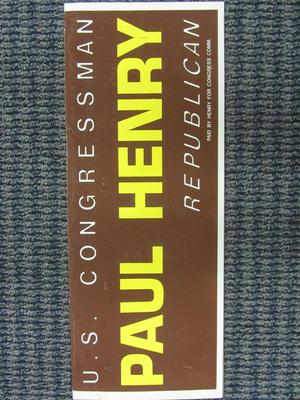 U.S. CONGRESSMAN
PAUL HENRY
REPUBLICAN
PAID BY HENRY FOR CONGRESS COMM.